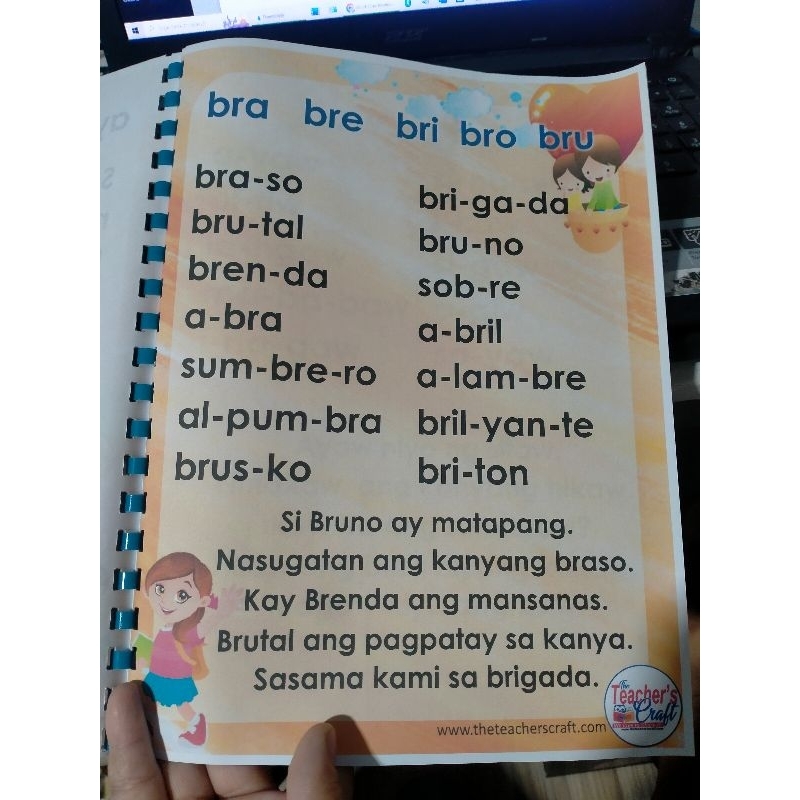 bra bre bri bro bru
bra-so
bru-tal
bren-da
a-bra
sum-bre-ro
al-pum-bra
brus-ko
bri-ga-da
bru-no
sob-re
a-bril
a-lam-bre
bril-yan-te
bri-ton
Si Bruno ay matapang.
Nasugatan ang kanyang braso.
Kay Brenda ang mansanas.
Brutal ang pagpatay sa kanya.
Sasama kami sa brigada.
www.theteacherscraft.com
The
Teacher's
Craft